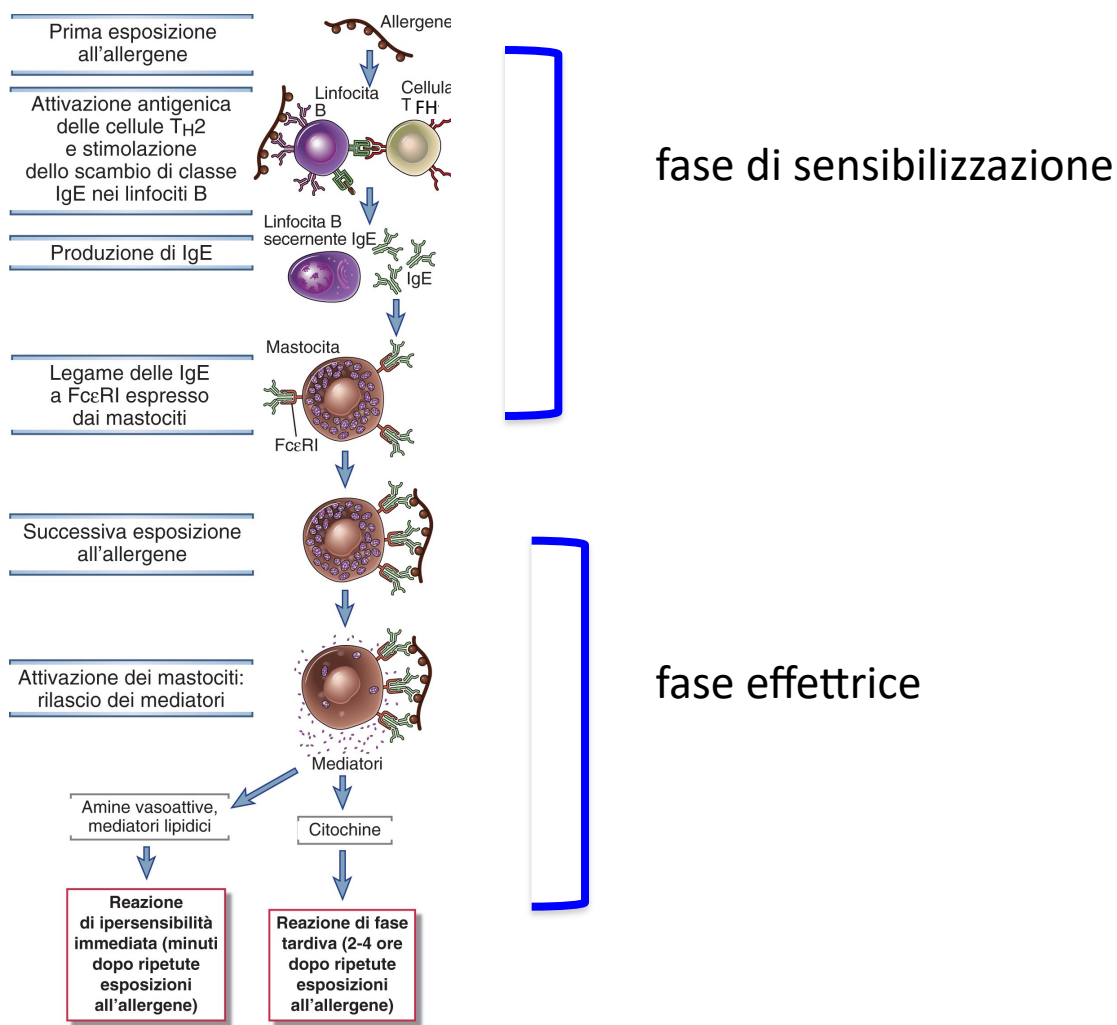 Prima esposizione
all'allergene
Allergene
Attivazione antigenica
delle cellule TH2
e stimolazione
dello scambio di classe
IgE nei linfociti B
Linfocita
B
Cellula
T FH
fase di sensibilizzazione
Produzione di IgE
Linfocita B
secernente IgE
IgE
Legame delle IgE
a FcεRI espresso
dai mastociti
Mastocita
FcεRI
Successiva esposizione
all'allergene
Attivazione dei mastociti:
rilascio dei mediatori
fase effettrice
Mediatori
Amine vasoattive,
mediatori lipidici
Citochine
Reazione
di ipersensibilità
immediata (minuti
dopo ripetute
esposizioni
all'allergene)
Reazione di fase
tardiva (2-4 ore
dopo ripetute
esposizioni
all'allergene)